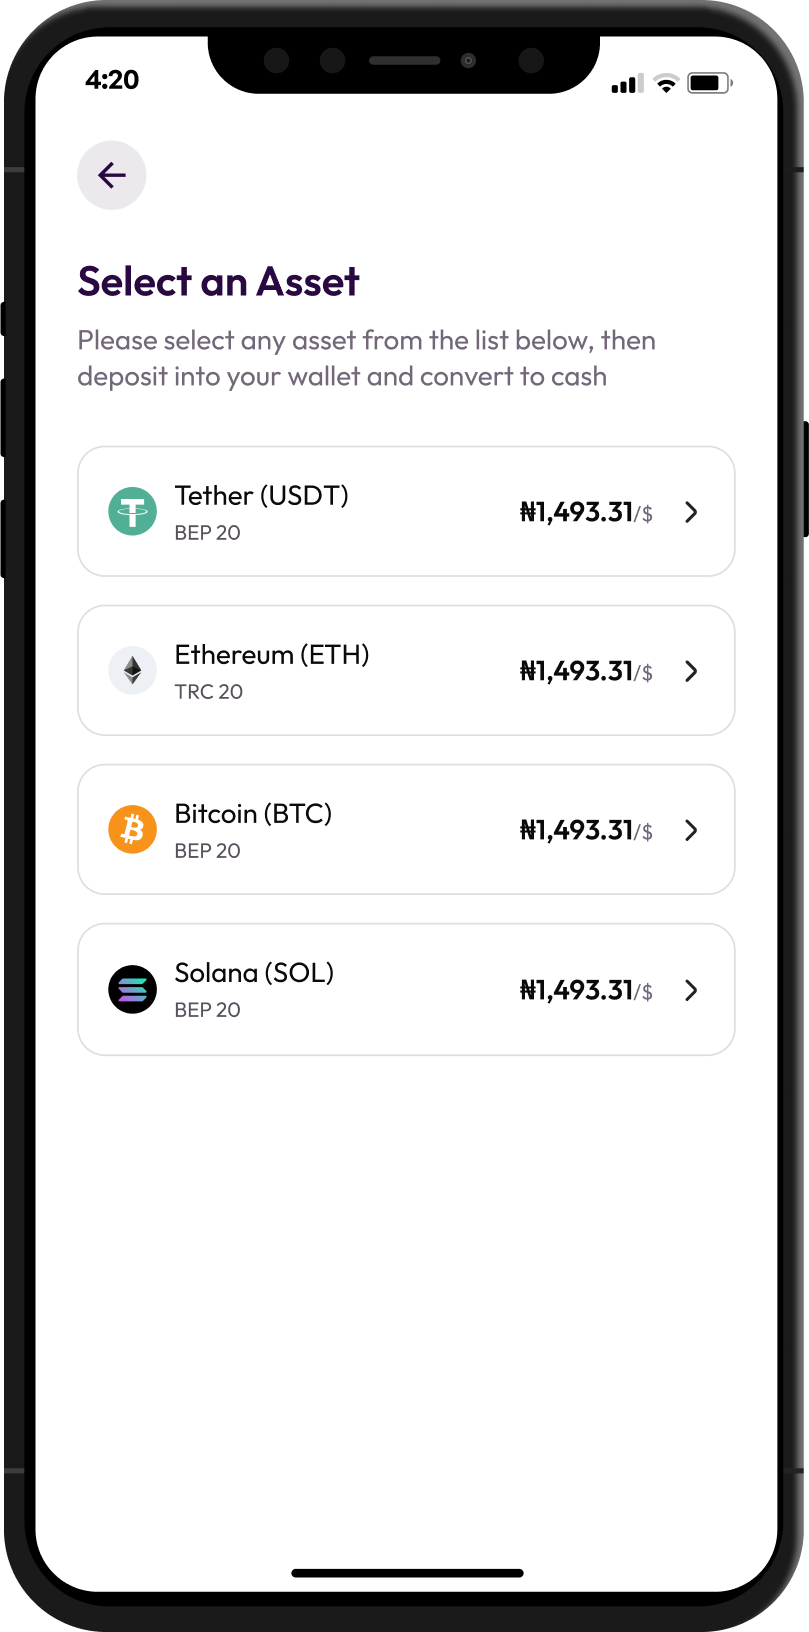 4:20
Select an Asset
Please select any asset from the list below, then
deposit into your wallet and convert to cash
Tether (USDT)
BEP 20
₦1,493.31/$
Ethereum (ETH)
TRC 20
₦1,493.31/$
Bitcoin (BTC)
BEP 20
₦1,493.31/$
Solana (SOL)
BEP 20
₦1,493.31/$